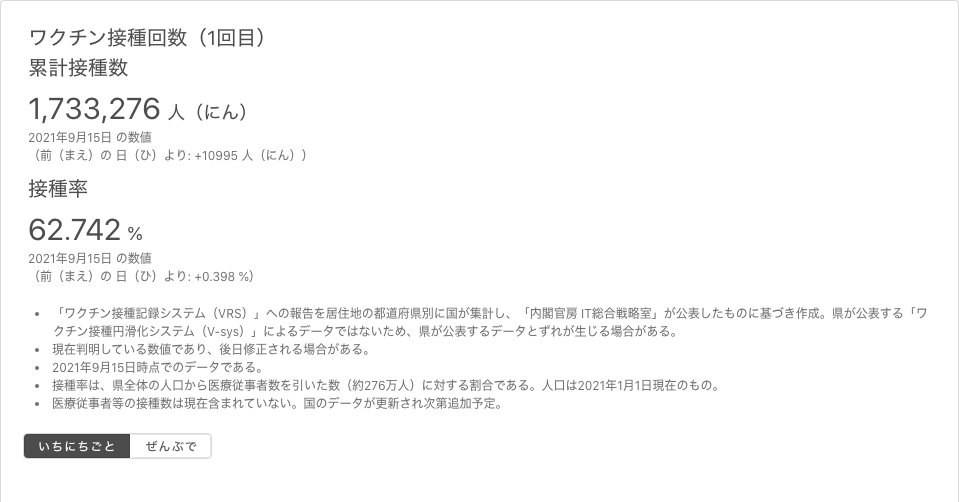 ワクチン接種回数（1回目）
累計接種数
1,733,276 人（にん）
2021年9月15日 の数値
（前（まえ）の 日（ひ）より: +10995 人（にん））
接種率
62.742 %
2021年9月15日 の数値
（前（まえ）の 日（ひ）より: +0.398 %）
• 「ワクチン接種記録システム（VRS）」への報告を居住地の都道府県別に国が集計し、「内閣官房 IT総合戦略室」が公表したものに基づき作成。県が公表する「ワ
クチン接種円滑化システム（V-sys）」によるデータではないため、県が公表するデータとずれが生じる場合がある。
• 現在判明している数値であり、後日修正される場合がある。
• 2021年9月15日時点でのデータである。
• 接種率は、県全体の人口から医療従事者数を引いた数（約276万人）に対する割合である。人口は2021年1月1日現在のもの。
• 医療従事者等の接種数は現在含まれていない。国のデータが更新され次第追加予定。
いちにちごと ぜんぶで